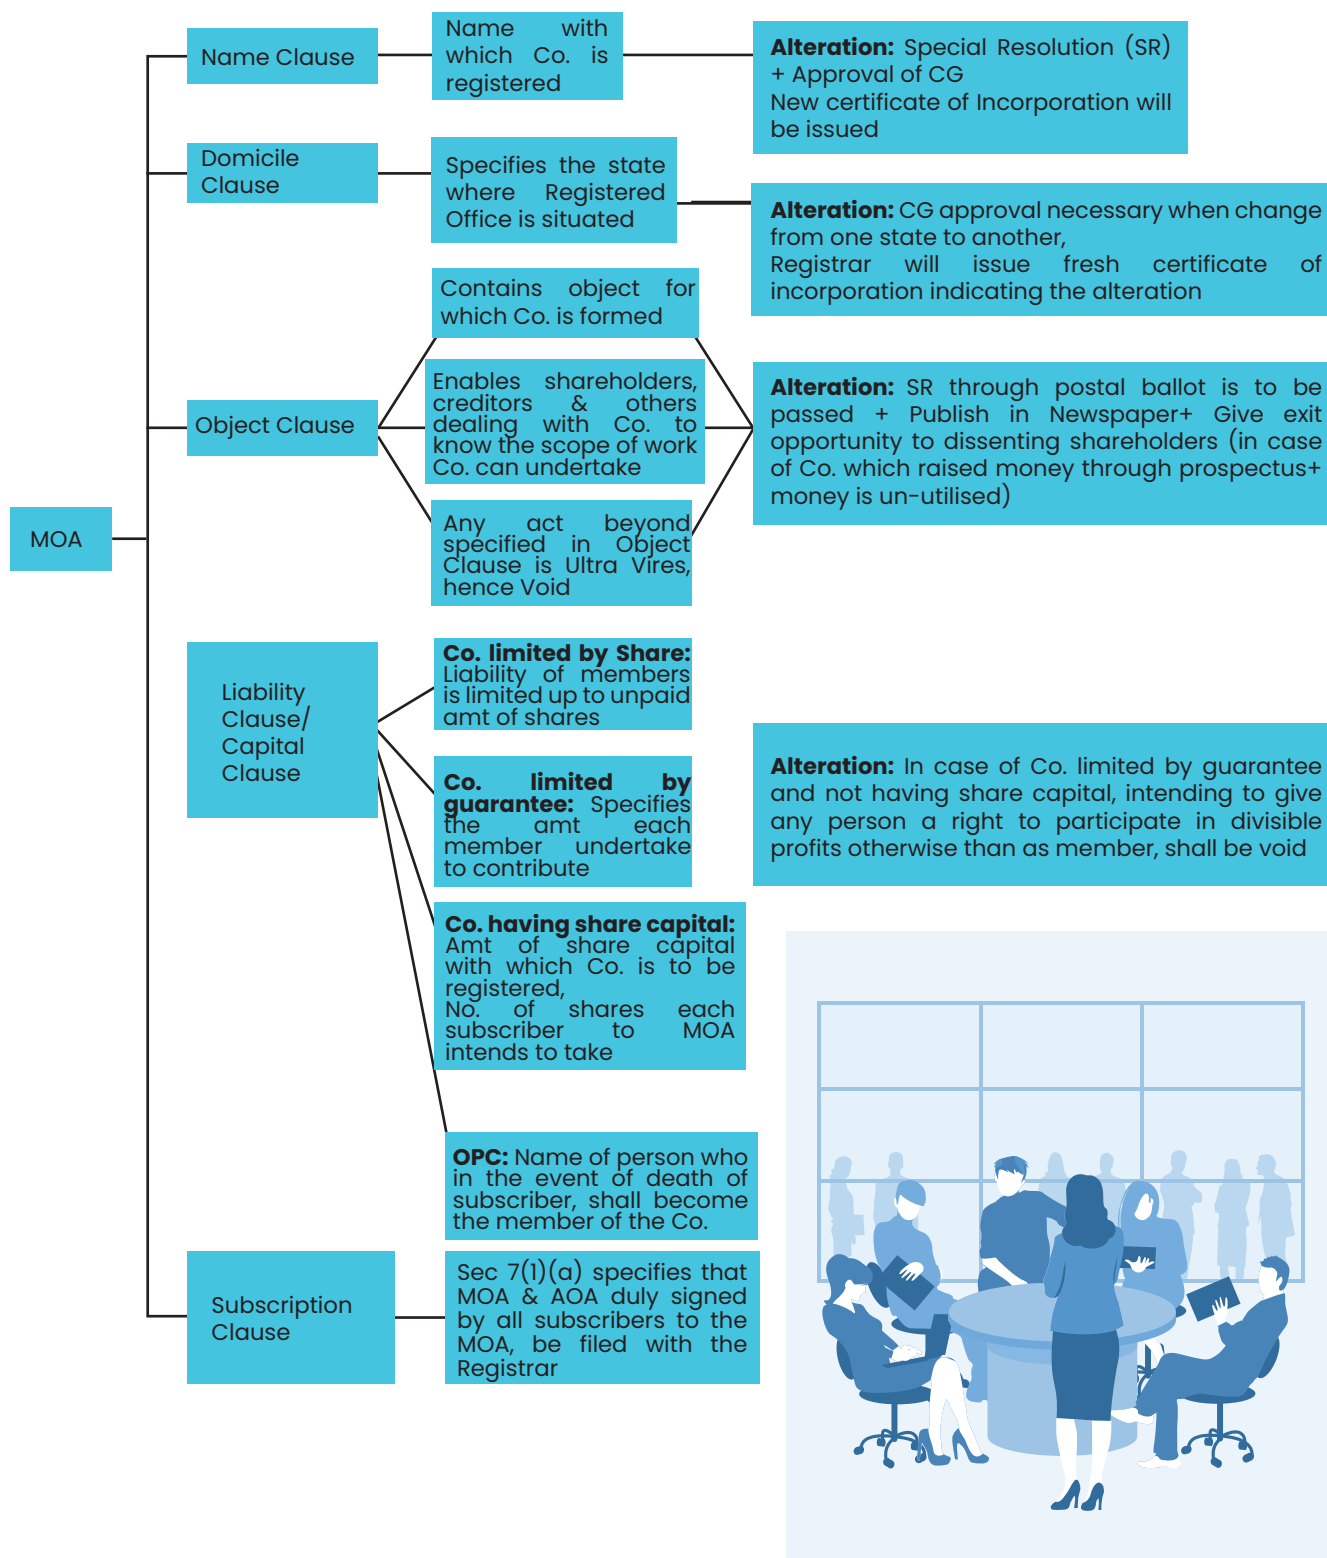 MOA
Name Clause
Name with
which Co. is
registered
Alteration: Special Resolution (SR)
+ Approval of CG
New certificate of Incorporation will
be issued
Domicile
Clause
Specifies the state
where Registered
Office is situated
Alteration: CG approval necessary when change
from one state to another,
Registrar will issue fresh certificate of
incorporation indicating the alteration
Object Clause
Contains object for
which Co. is formed
Enables shareholders,
creditors & others
dealing with Co. to
know the scope of work
Co. can undertake
Any act beyond
specified in Object
Clause is Ultra Vires,
hence Void
Alteration: SR through postal ballot is to be
passed + Publish in Newspaper+ Give exit
opportunity to dissenting shareholders (in case
of Co. which raised money through prospectus+
money is un-utilised)
Liability
Clause/
Capital
Clause
Co. limited by Share:
Liability of members
is limited up to unpaid
amt of shares
Co. limited by
guarantee: Specifies
the amt each
member undertake
to contribute
Co. having share capital:
Amt of share capital
with which Co. is to be
registered,
No. of shares each
subscriber to MOA
intends to take
OPC: Name of person who
in the event of death of
subscriber, shall become
the member of the Co.
Alteration: In case of Co. limited by guarantee
and not having share capital, intending to give
any person a right to participate in divisible
profits otherwise than as member, shall be void
Subscription
Clause
Sec 7(1)(a) specifies that
MOA & AOA duly signed
by all subscribers to the
MOA, be filed with the
Registrar